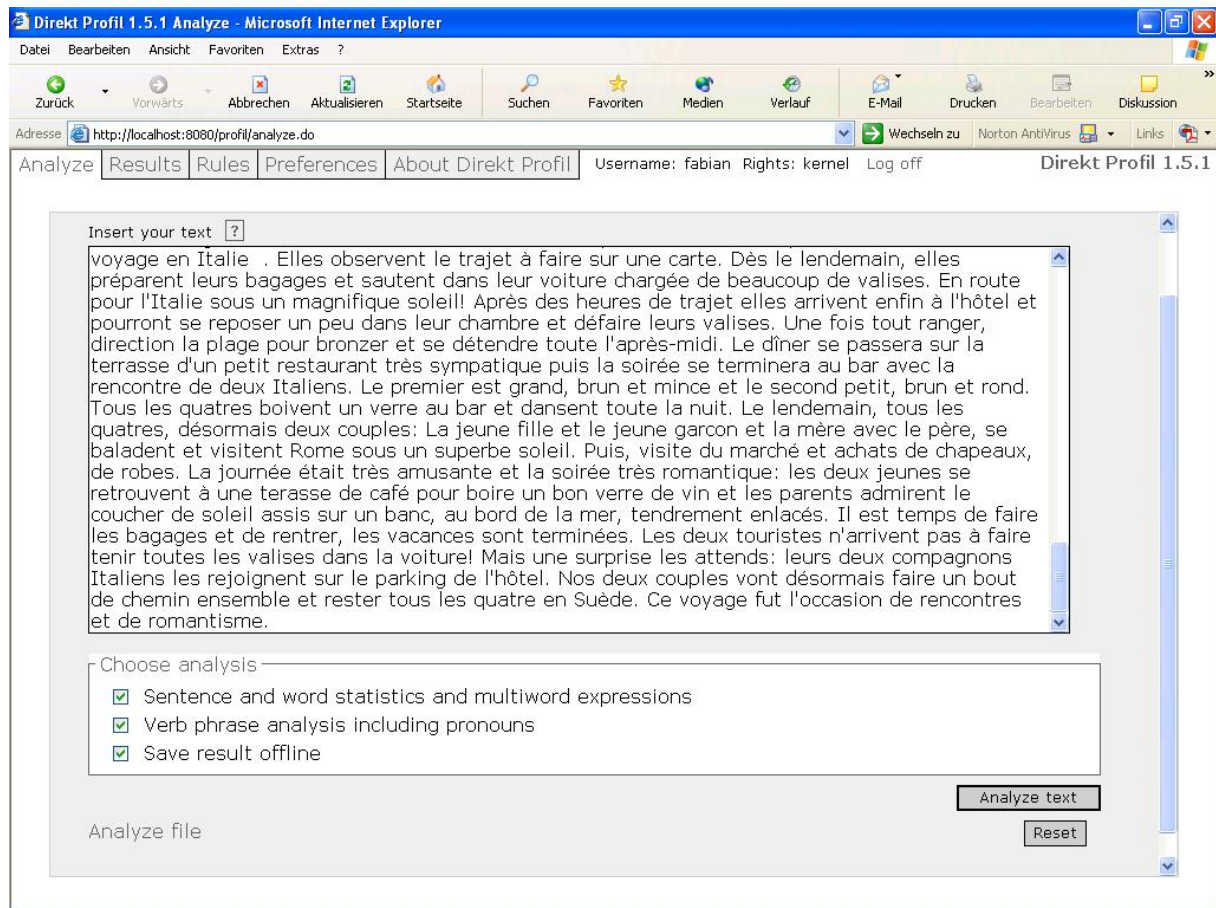 Direkt Profil 1.5.1 Analyze - Microsoft Internet Explorer
Datei Bearbeiten Ansicht Favoriten Extras ?
Zurück Vorwärts Abbrechen Aktualisieren Startseite Suchen Favoriten Medien Verlauf E-Mail Drucken Bearbeiten Diskussion »
Adresse http://localhost:8080/profil/analyze.do Wechseln zu Norton AntiVirus Links
Analyze Results Rules Preferences About Direkt Profil Username: fabian Rights: kernel Log off Direkt Profil 1.5.1
Insert your text ?
voyage en Italie . Elles observent le trajet à faire sur une carte. Dès le lendemain, elles
préparent leurs bagages et sautent dans leur voiture chargée de beaucoup de valises. En route
pour l'Italie sous un magnifique soleil! Après des heures de trajet elles arrivent enfin à l'hôtel et
pourront se reposer un peu dans leur chambre et défaire leurs valises. Une fois tout ranger,
direction la plage pour bronzer et se détendre toute l'après-midi. Le dîner se passera sur la
terrasse d'un petit restaurant très sympatique puis la soirée se terminera au bar avec la
rencontre de deux Italiens. Le premier est grand, brun et mince et le second petit, brun et rond.
Tous les quatres boivent un verre au bar et dansent toute la nuit. Le lendemain, tous les
quatres, désormais deux couples: La jeune fille et le jeune garcon et la mère avec le père, se
baladent et visitent Rome sous un superbe soleil. Puis, visite du marché et achats de chapeaux,
de robes. La journée était très amusante et la soirée très romantique: les deux jeunes se
retrouvent à une terasse de café pour boire un bon verre de vin et les parents admirent le
coucher de soleil assis sur un banc, au bord de la mer, tendrement enlacés. Il est temps de faire
les bagages et de rentrer, les vacances sont terminées. Les deux touristes n'arrivent pas à faire
tenir toutes les valises dans la voiture! Mais une surprise les attends: leurs deux compagnons
Italiens les rejoignent sur le parking de l'hôtel. Nos deux couples vont désormais faire un bout
de chemin ensemble et rester tous les quatre en Suède. Ce voyage fut l'occasion de rencontres
et de romantisme.
Choose analysis
Sentence and word statistics and multiword expressions
Verb phrase analysis including pronouns
Save result offline
Analyze text
Analyze file Reset